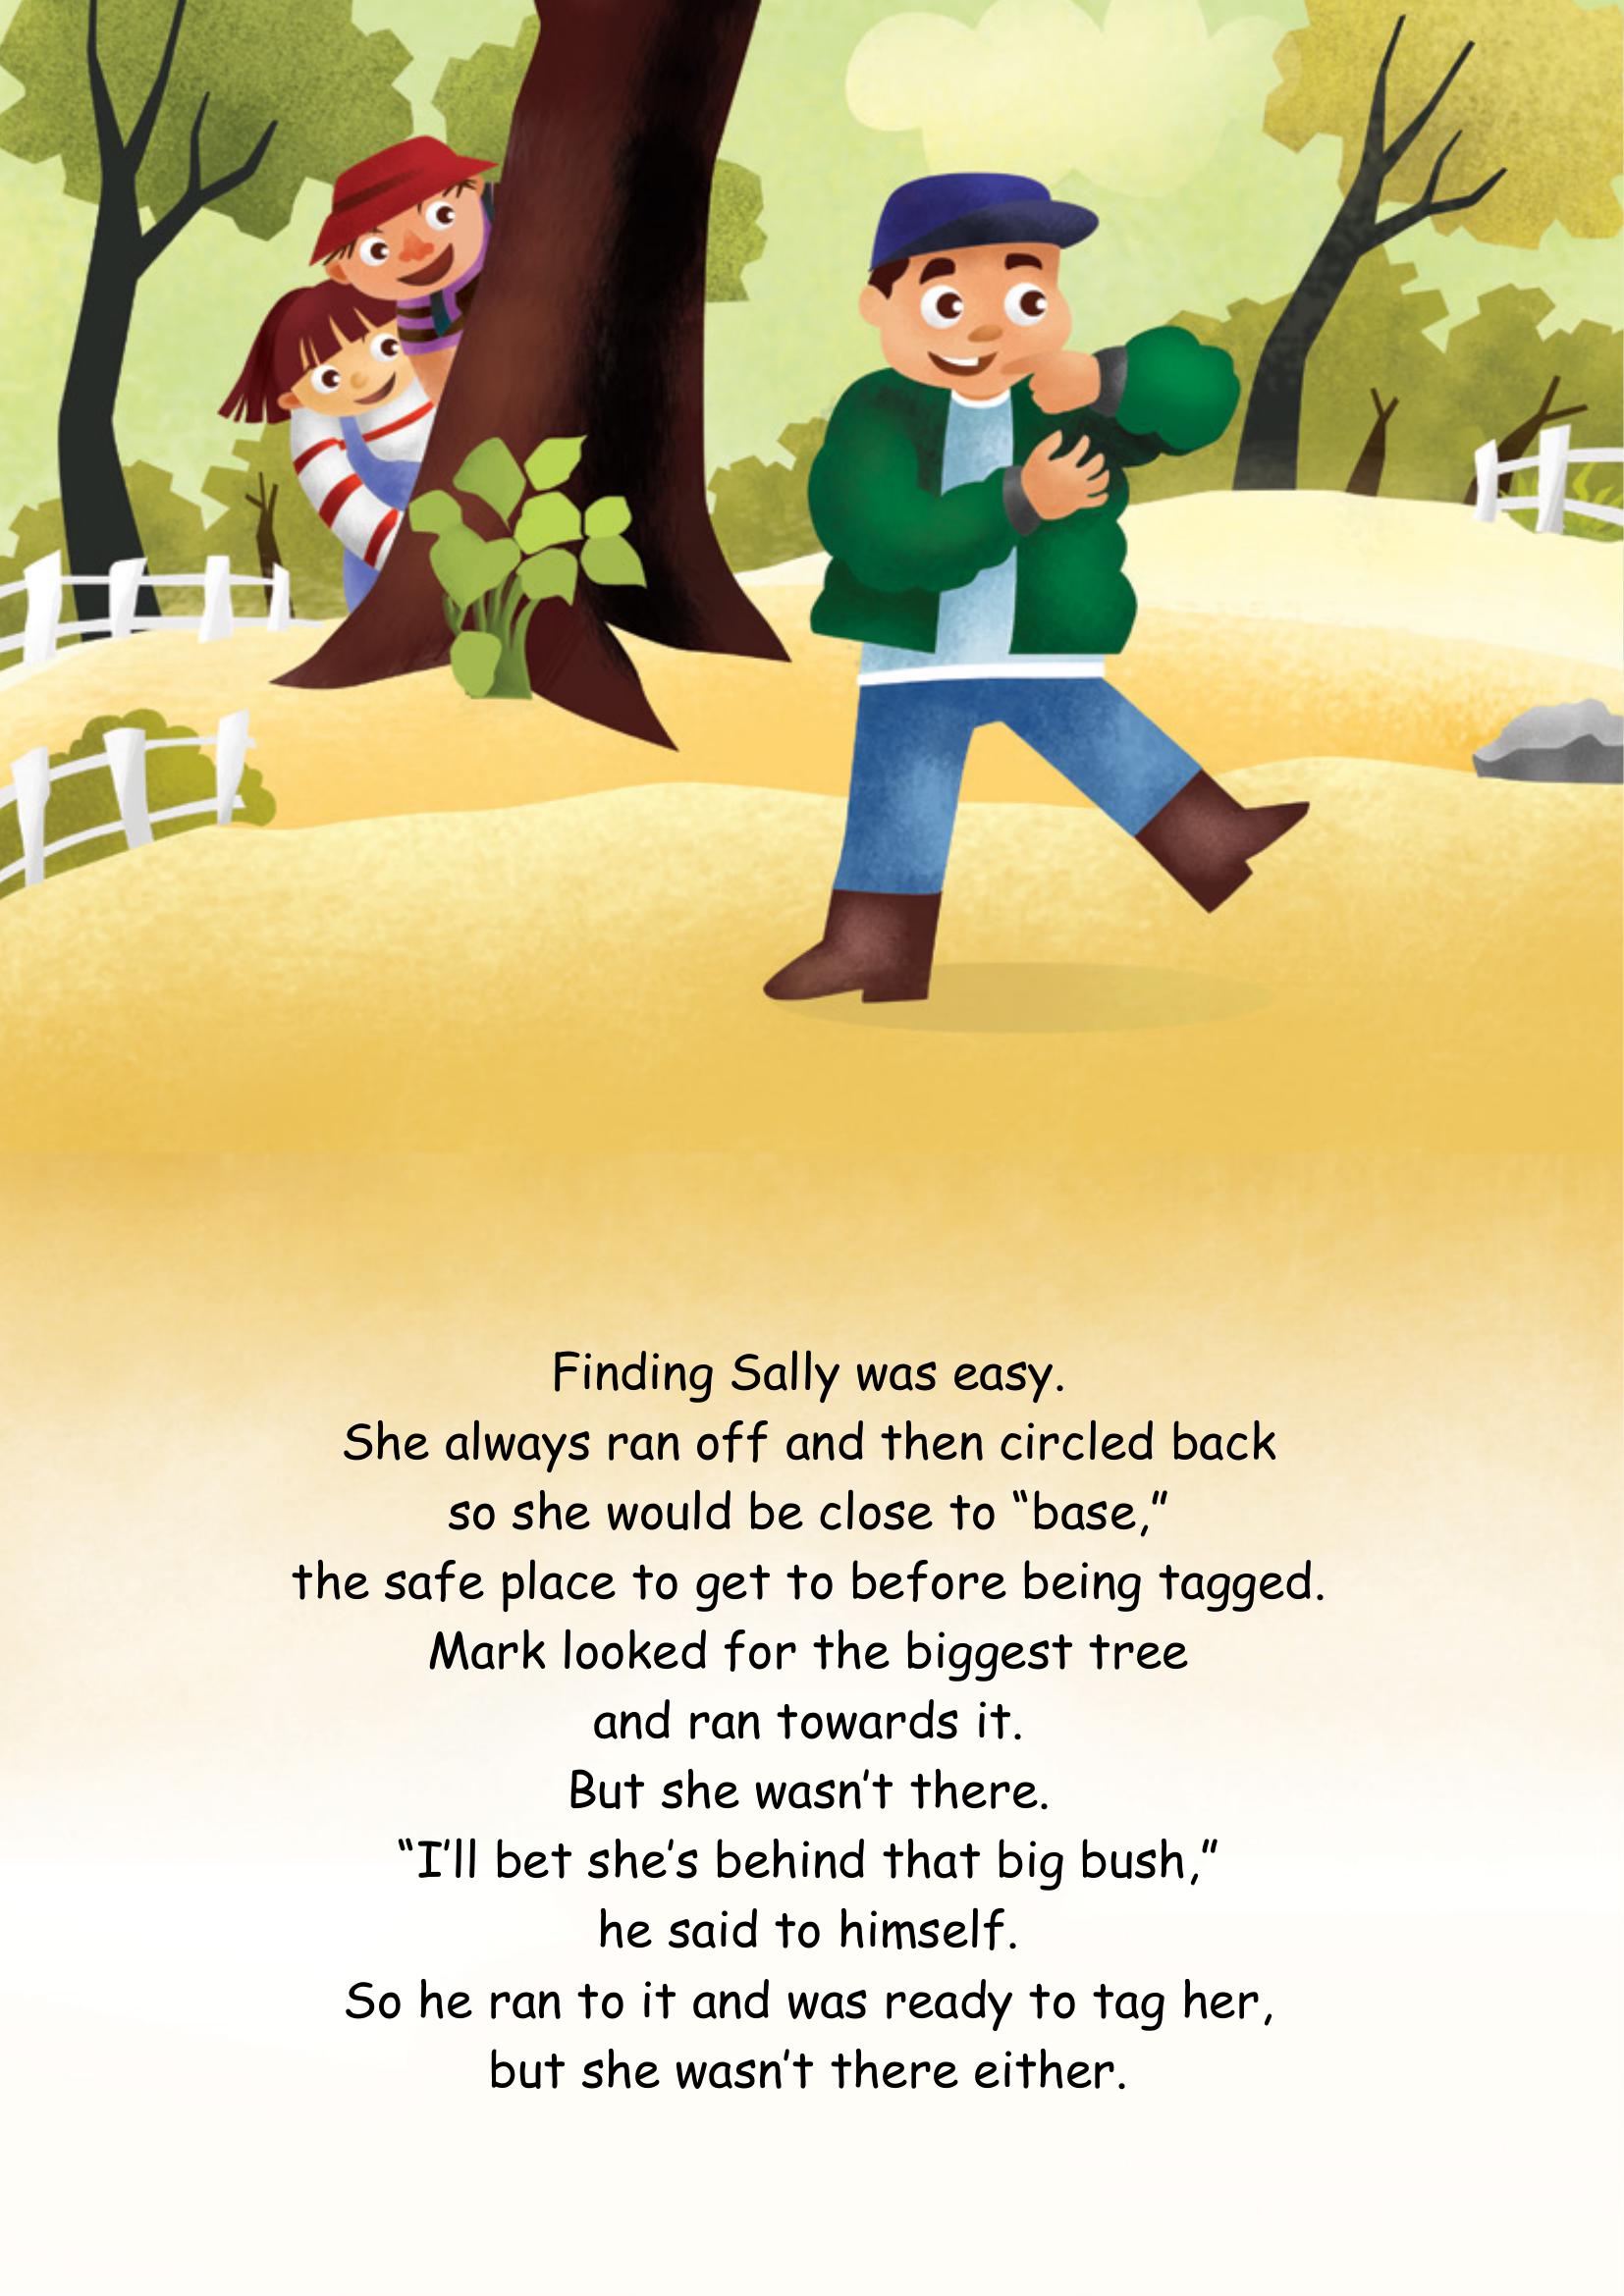 Finding Sally was easy.
She always ran off and then circled back
so she would be close to “base,”
the safe place to get to before being tagged.
Mark looked for the biggest tree
and ran towards it.
But she wasn’t there.
“I’ll bet she’s behind that big bush,”
he said to himself.
So he ran to it and was ready to tag her,
but she wasn’t there either.